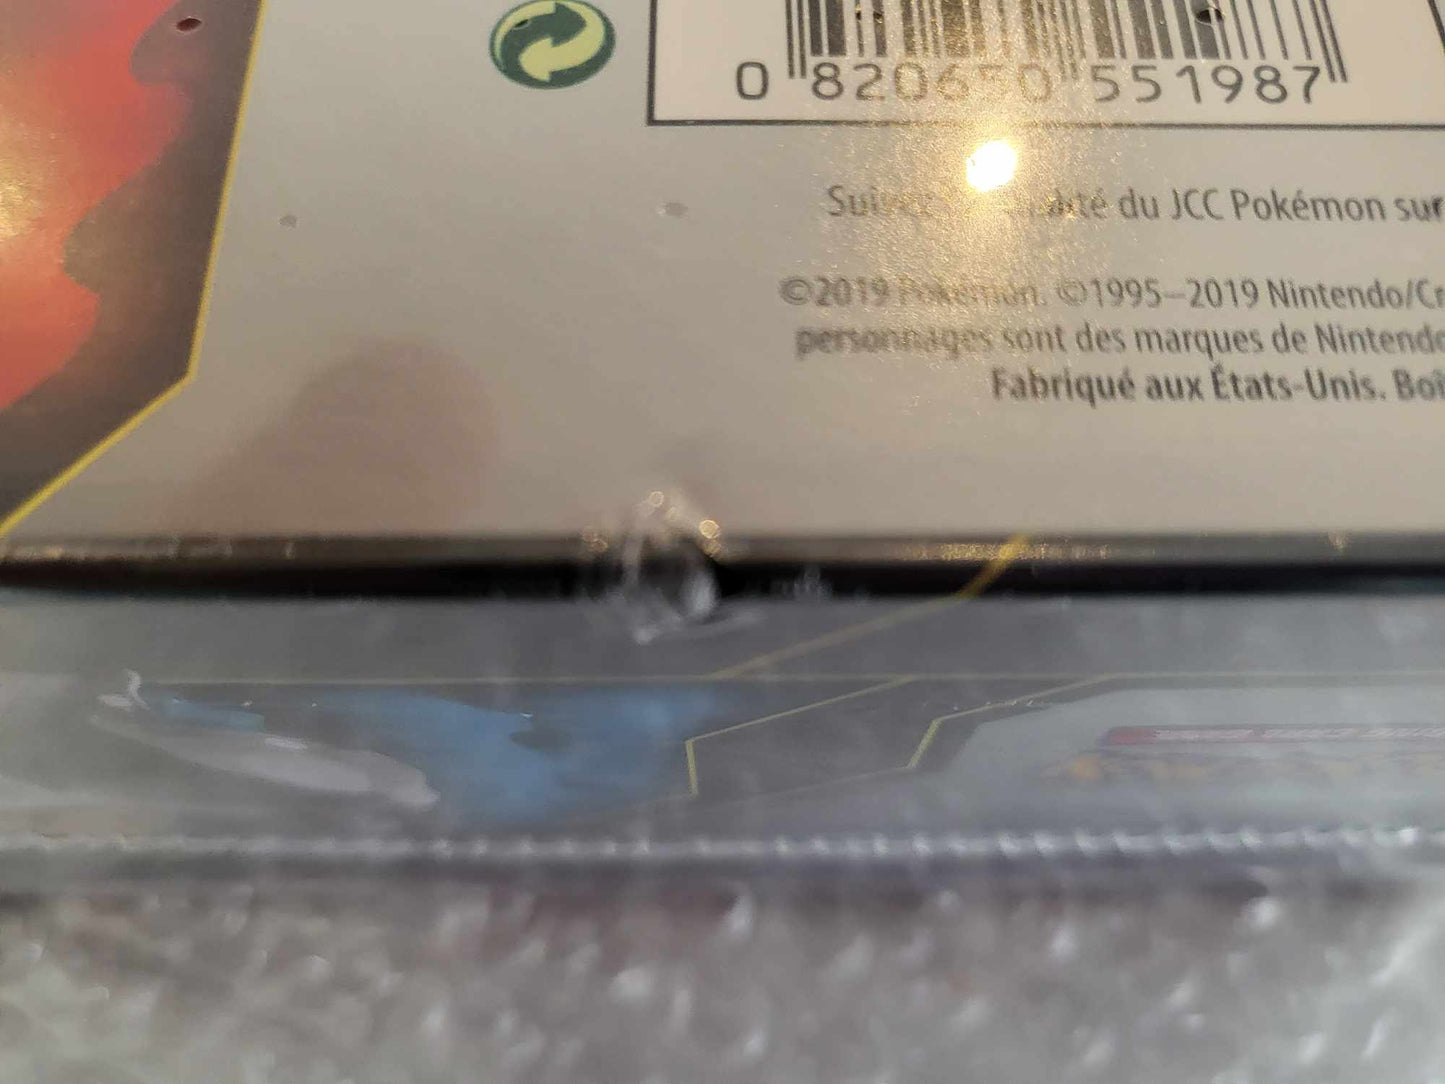 0 820650 551987
Suivez du JCC Pokémon sur
©2019 Pokémon. ©1995–2019 Nintendo/Cr
personnages sont des marques de Nintendo
Fabriqué aux États-Unis. Boî